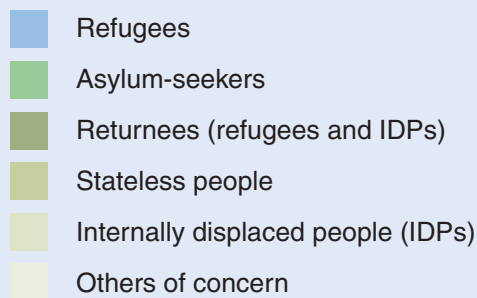 Refugees
Asylum-seekers
Returnees (refugees and IDPs)
Stateless people
Internally displaced people (IDPs)
Others of concern